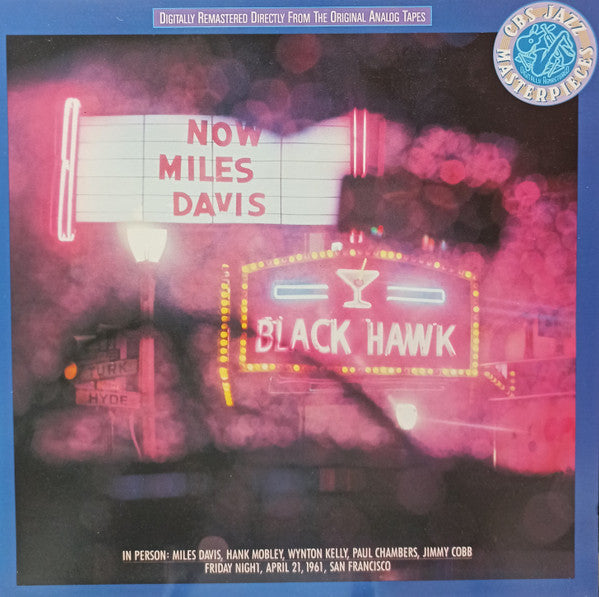 DIGITALLY REMASTERED DIRECTLY FROM THE ORIGINAL ANALOG TAPES
CBS JAZZ MASTERPIECES
NOW
MILES
DAVIS
BLACK HAWK
TURK
HYDE
IN PERSON: MILES DAVIS, HANK MOBLEY, WYNTON KELLY, PAUL CHAMBERS, JIMMY COBB
FRIDAY NIGHT, APRIL 21, 1961, SAN FRANCISCO